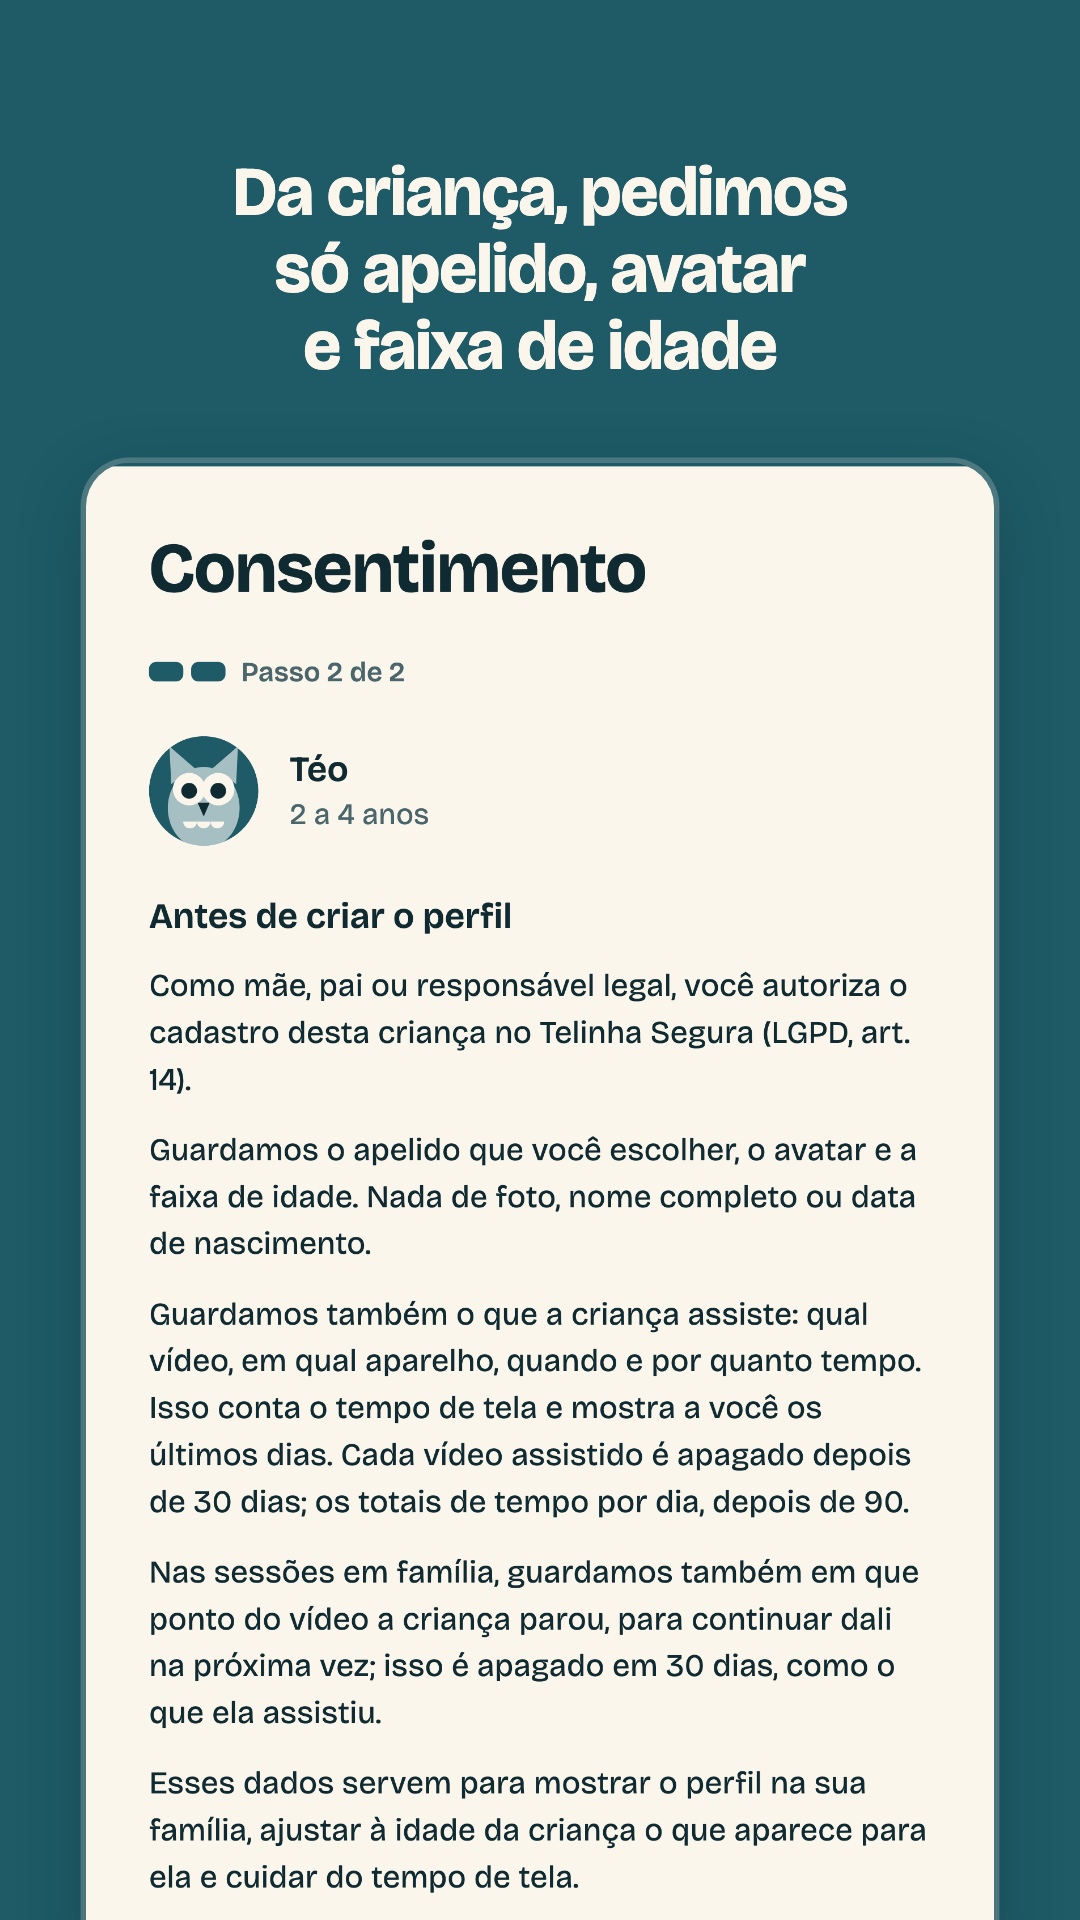 Da criança, pedimos
só apelido, avatar
e faixa de idade
Consentimento
Passo 2 de 2
Téo
2 a 4 anos
Antes de criar o perfil
Como mãe, pai ou responsável legal, você autoriza o
cadastro desta criança no Telinha Segura (LGPD, art.
14).
Guardamos o apelido que você escolher, o avatar e a
faixa de idade. Nada de foto, nome completo ou data
de nascimento.
Guardamos também o que a criança assiste: qual
vídeo, em qual aparelho, quando e por quanto tempo.
Isso conta o tempo de tela e mostra a você os
últimos dias. Cada vídeo assistido é apagado depois
de 30 dias; os totais de tempo por dia, depois de 90.
Nas sessões em família, guardamos também em que
ponto do vídeo a criança parou, para continuar dali
na próxima vez; isso é apagado em 30 dias, como o
que ela assistiu.
Esses dados servem para mostrar o perfil na sua
família, ajustar à idade da criança o que aparece para
ela e cuidar do tempo de tela.